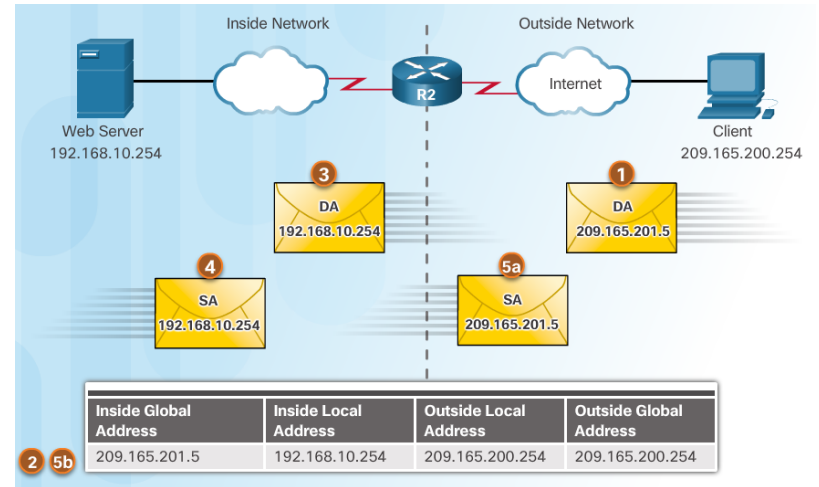 Inside Network
Outside Network
R2
Internet
Web Server
192.168.10.254
Client
209.165.200.254
3
DA
192.168.10.254
1
DA
209.165.201.5
4
SA
192.168.10.254
5a
SA
209.165.201.5
Inside Global Address
Inside Local Address
Outside Local Address
Outside Global Address
2 5b
209.165.201.5
192.168.10.254
209.165.200.254
209.165.200.254